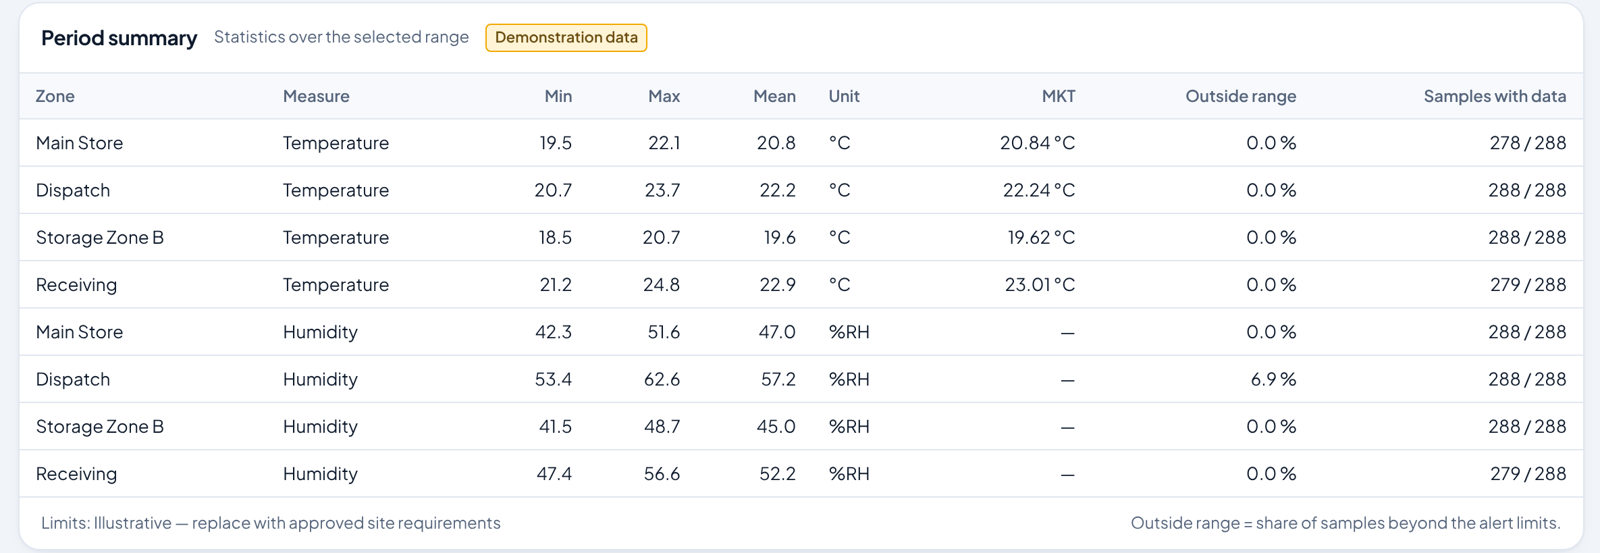 Period summary Statistics over the selected range Demonstration data
Zone Measure Min Max Mean Unit MKT Outside range Samples with data
Main Store Temperature 19.5 22.1 20.8 °C 20.84 °C 0.0 % 278 / 288
Dispatch Temperature 20.7 23.7 22.2 °C 22.24 °C 0.0 % 288 / 288
Storage Zone B Temperature 18.5 20.7 19.6 °C 19.62 °C 0.0 % 288 / 288
Receiving Temperature 21.2 24.8 22.9 °C 23.01 °C 0.0 % 279 / 288
Main Store Humidity 42.3 51.6 47.0 %RH — 0.0 % 288 / 288
Dispatch Humidity 53.4 62.6 57.2 %RH — 6.9 % 288 / 288
Storage Zone B Humidity 41.5 48.7 45.0 %RH — 0.0 % 288 / 288
Receiving Humidity 47.4 56.6 52.2 %RH — 0.0 % 279 / 288
Limits: Illustrative — replace with approved site requirements Outside range = share of samples beyond the alert limits.